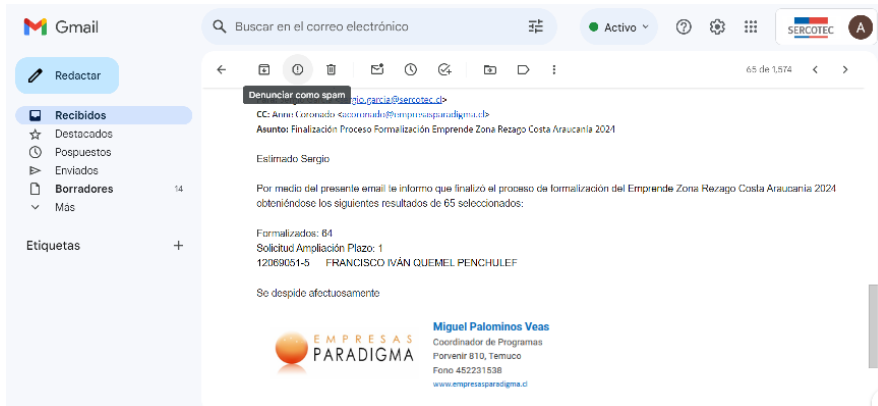 Gmail
Buscar en el correo electrónico
Activo
SERCOTEC
A
Redactar
65 de 1,574
Denunciar como spam
Recibidos
gio.garcia@sercotec.cl>
CC: Anne Coronado <acoronado@empresasparadigma.cl>
Destacados
Asunto: Finalización Proceso Formalización Emprende Zona Rezago Costa Araucanía 2024
Pospuestos
Estimado Sergio
Enviados
Borradores 14
Por medio del presente email te informo que finalizó el proceso de formalización del Emprende Zona Rezago Costa Araucanía 2024
Más
obteniéndose los siguientes resultados de 65 seleccionados:
Etiquetas
Formalizados: 64
Solicitud Ampliación Plazo: 1
12069051-5 FRANCISCO IVÁN QUEMEL PENCHULEF
Se despide afectuosamente
EMPRESAS
PARADIGMA
Miguel Palominos Veas
Coordinador de Programas
Porvenir 810, Temuco
Fono 452231538
www.empresasparadigma.cl